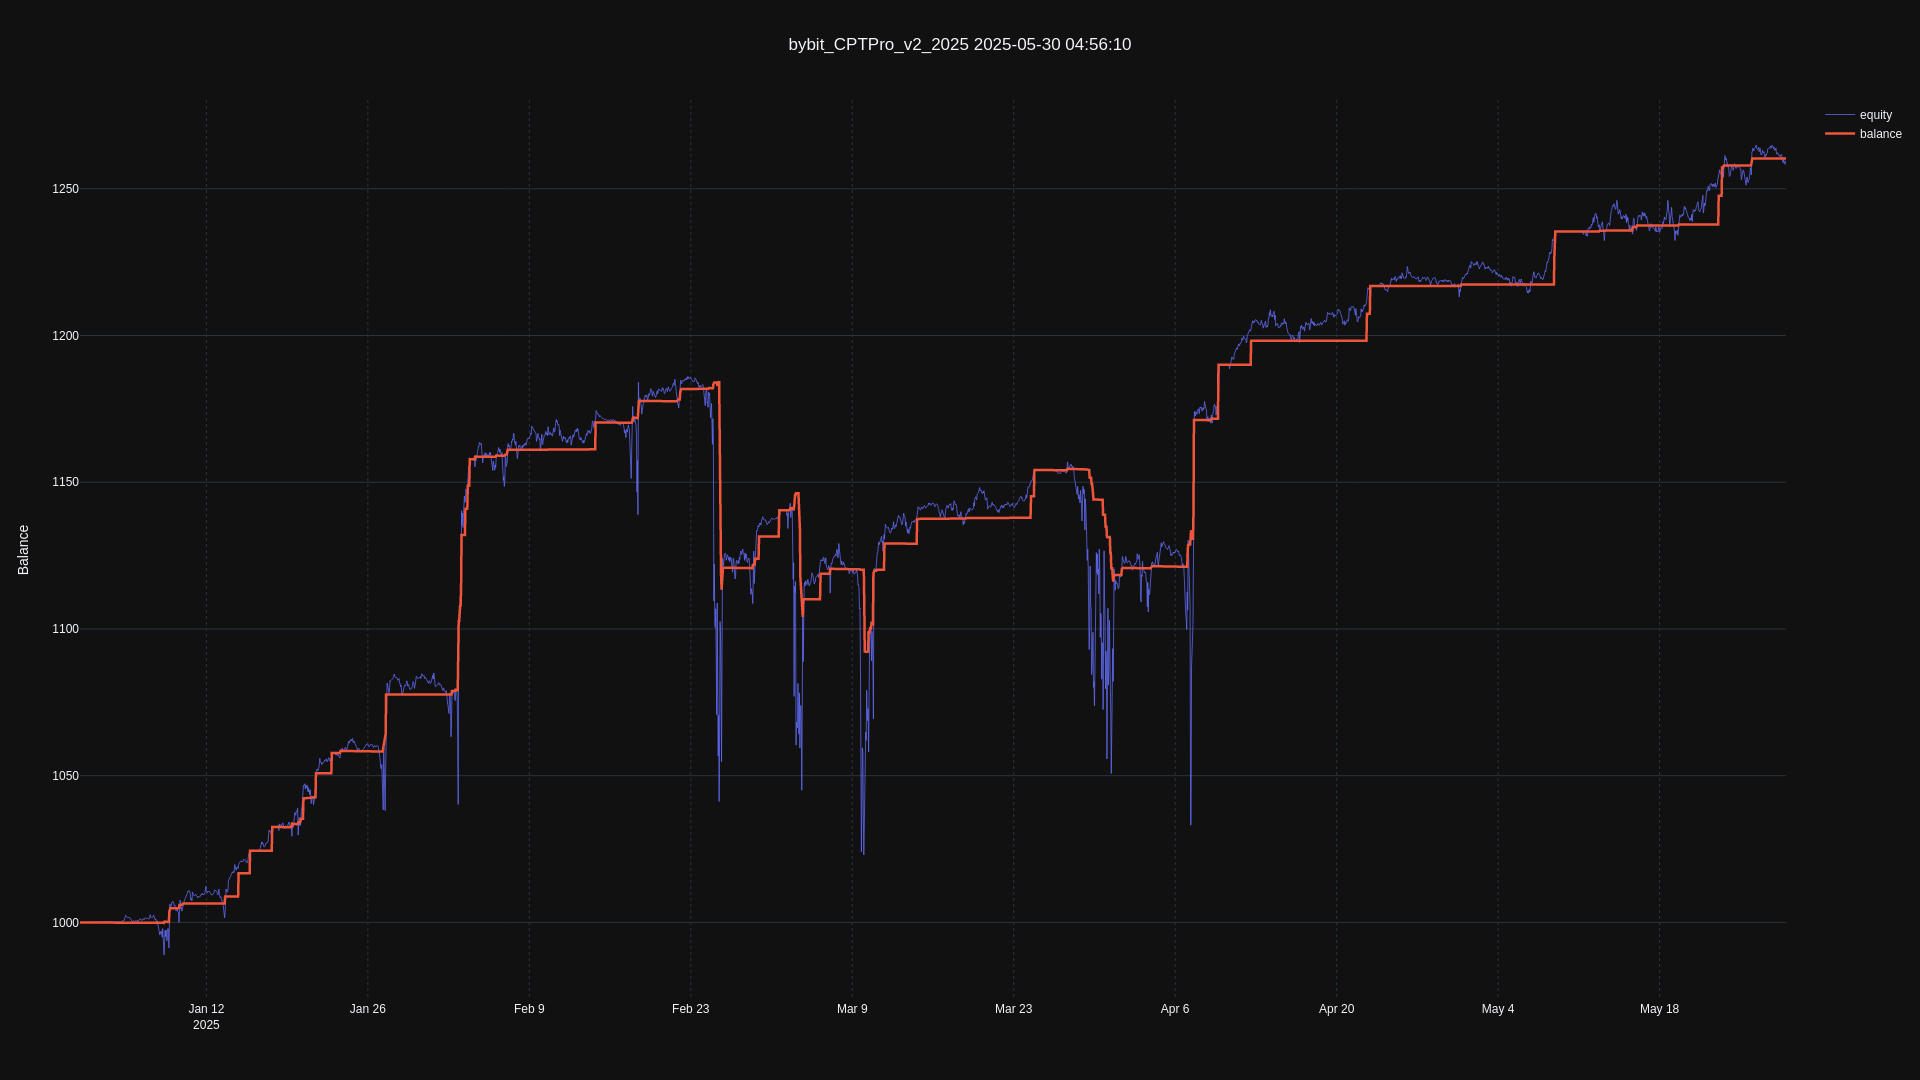 bybit_CPTPro_v2_2025 2025-05-30 04:56:10
equity
balance
Balance
1250
1200
1150
1100
1050
1000
Jan 12
2025
Jan 26
Feb 9
Feb 23
Mar 9
Mar 23
Apr 6
Apr 20
May 4
May 18